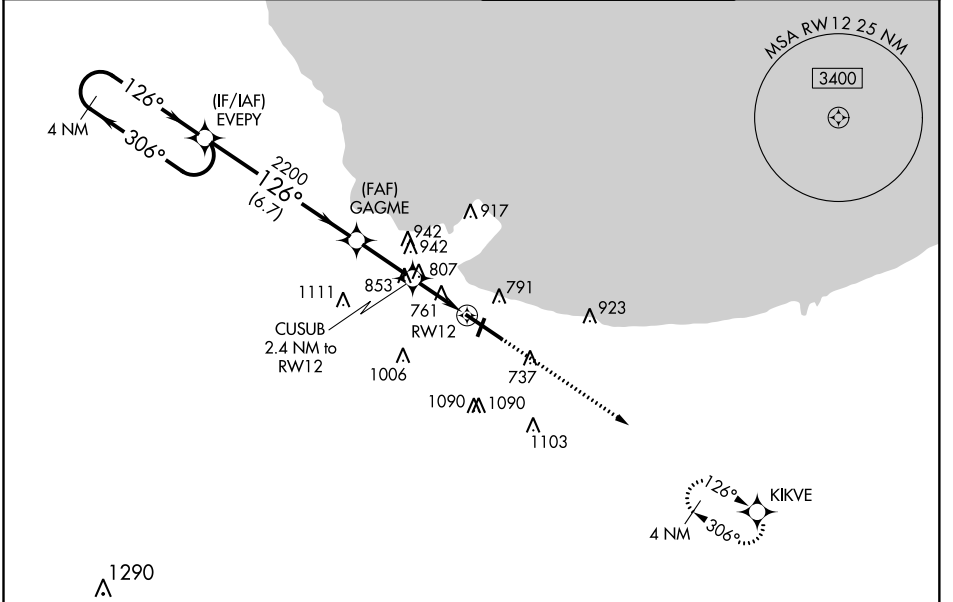 MSA RW12 25 NM
3400
126°
(IF/IAF)
EVEPY
4 NM
306°
2200
126°
(6.7)
(FAF)
GAGME
917
942
942
807
853
791
1111
761
923
RW12
CUSUB
2.4 NM to
RW12
1006
737
1090
1090
1103
126°
KIKVE
4 NM
306°
1290